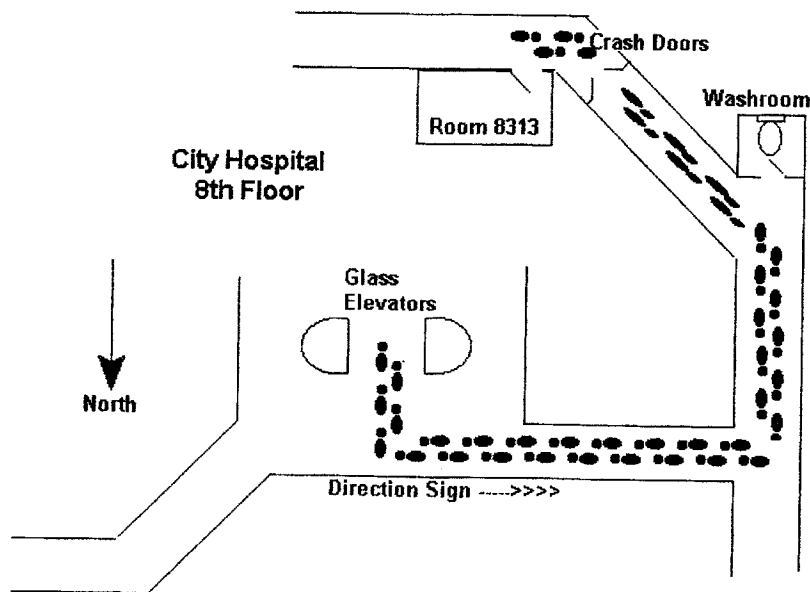 Crash Doors
Washroom
Room 8313
City Hospital
8th Floor
Glass
Elevators
North
Direction Sign ----->>>>>